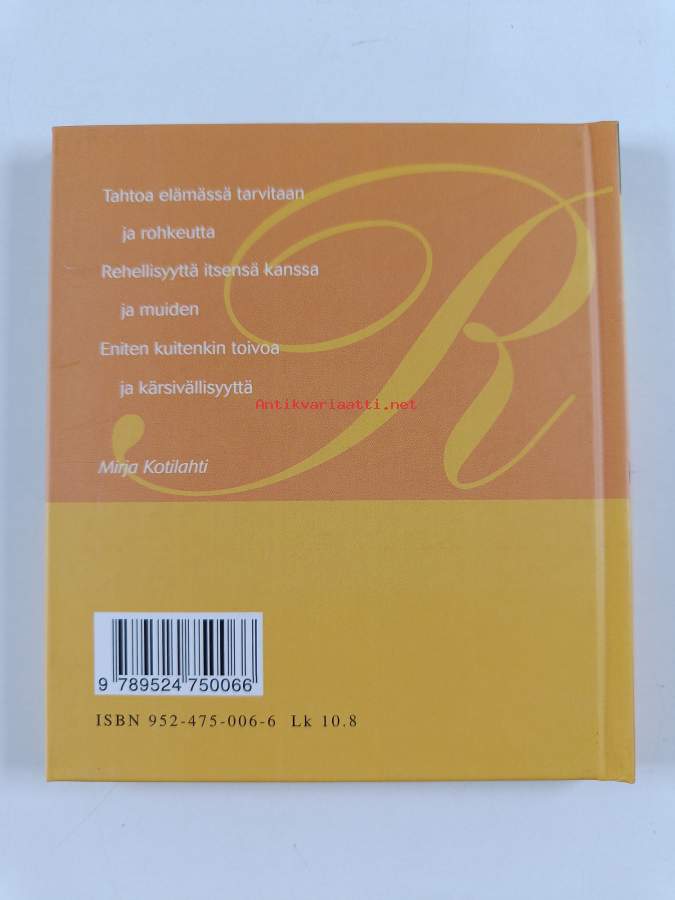 Tahtoa elämässä tarvitaan
ja rohkeutta
Rehellisyyttä itsensä kanssa
ja muiden
Eniten kuitenkin toivoa
ja kärsivällisyyttä
Antikvariaatti.net
Mirja Kotilahti
R
9 789524 750066
ISBN 952-475-006-6 Lk 10.8